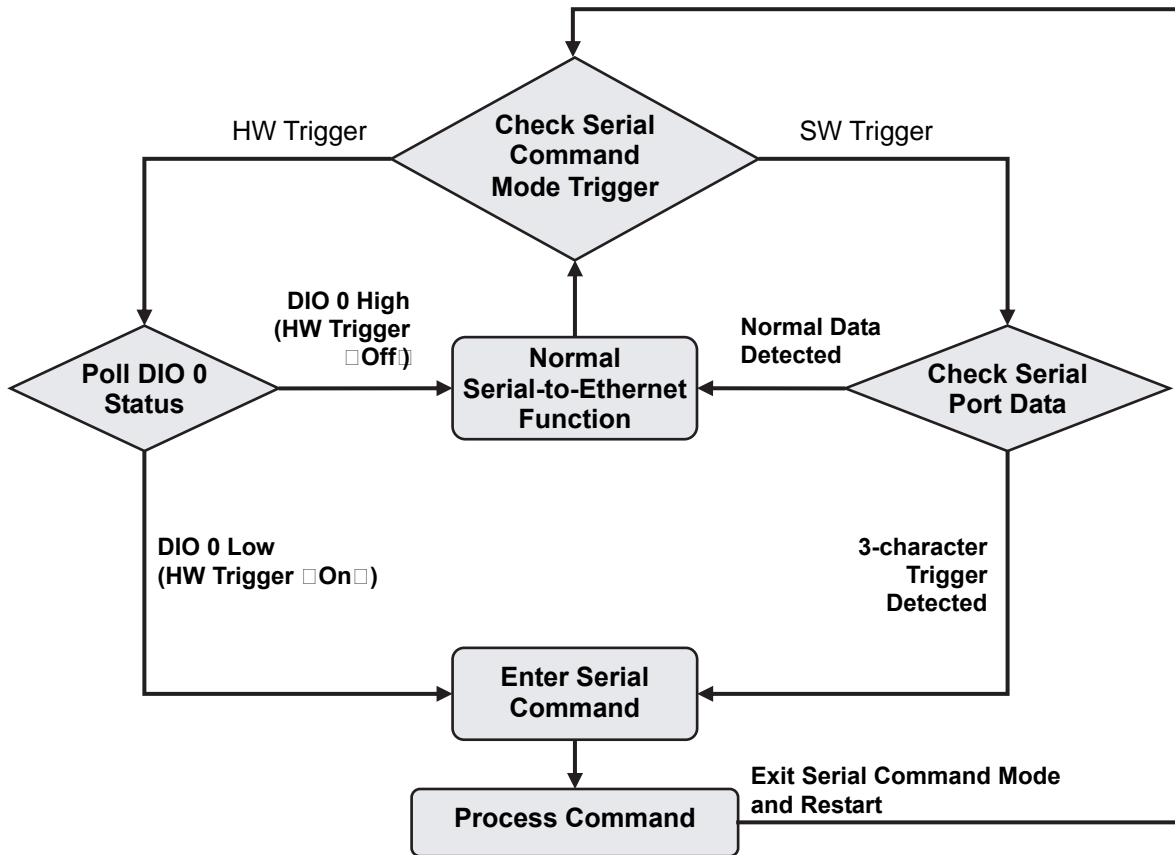 Check Serial
Command
Mode Trigger
HW Trigger
SW Trigger
DIO 0 High
(HW Trigger
□Off□)
Normal Data
Detected
Poll DIO 0
Status
Normal
Serial-to-Ethernet
Function
Check Serial
Port Data
DIO 0 Low
(HW Trigger □On□)
3-character
Trigger
Detected
Enter Serial
Command
Process Command
Exit Serial Command Mode
and Restart